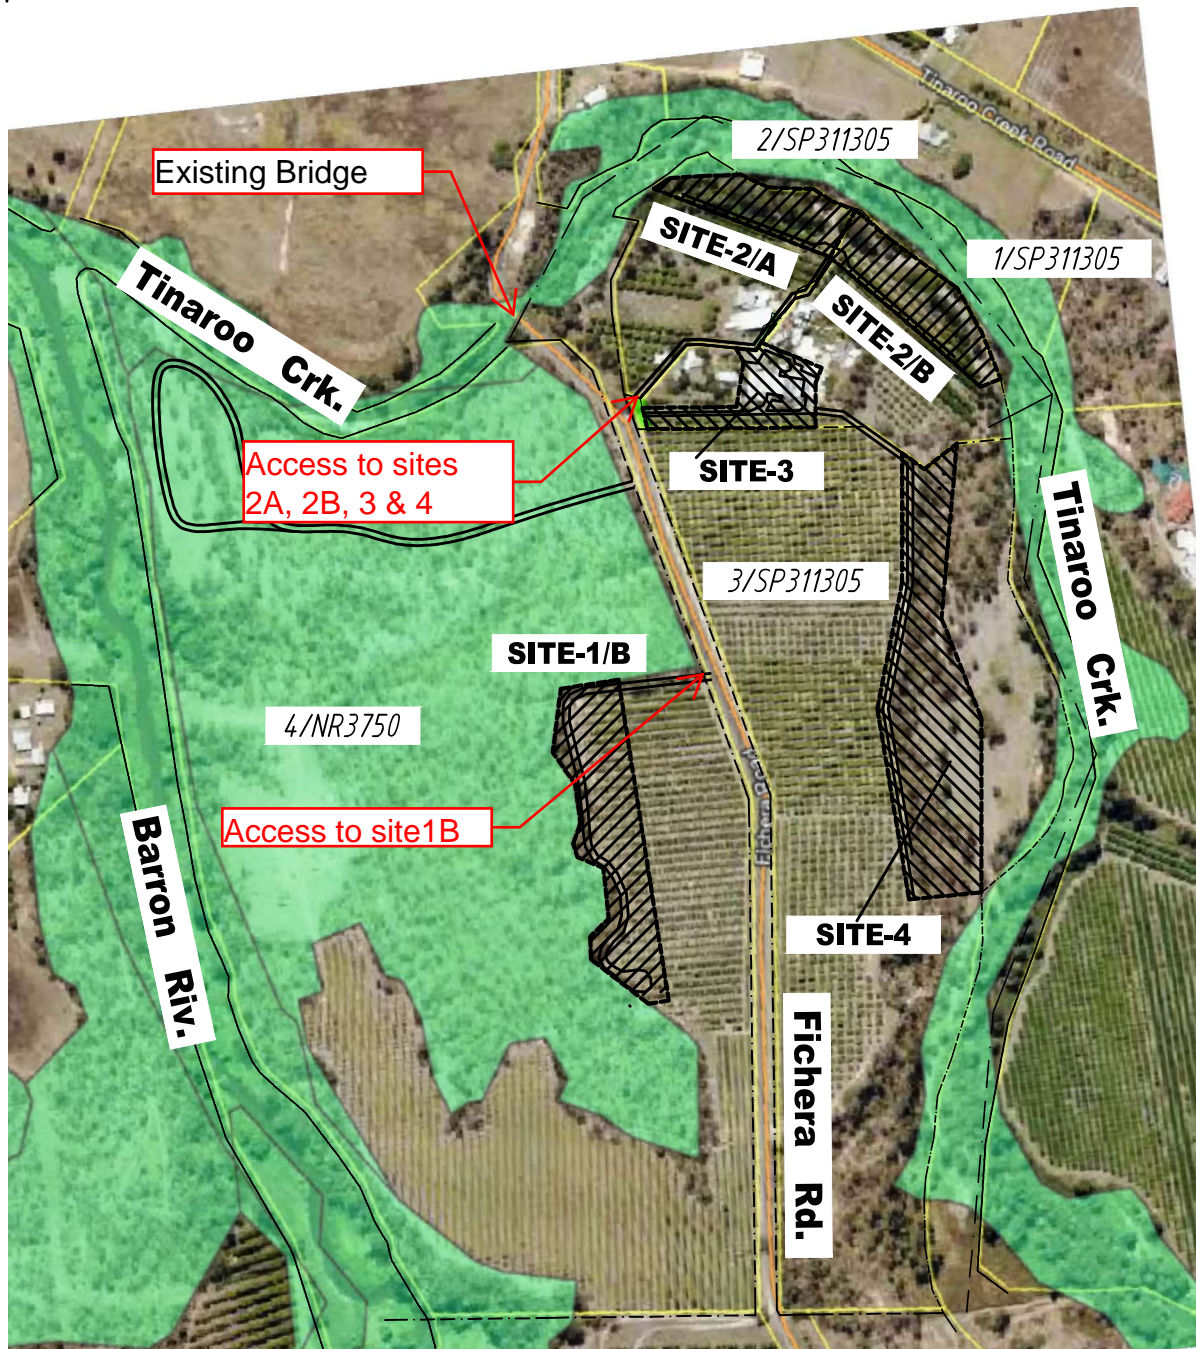 Tinaroo Creek Road
2/SP311305
Existing Bridge
SITE-2/A
1/SP311305
Tinaroo Crk.
SITE-2/B
Access to sites
2A, 2B, 3 & 4
SITE-3
Tinaroo Crk.
3/SP311305
SITE-1/B
4/NR3750
Fichera Road
Access to site1B
Barron Riv.
SITE-4
Fichera Rd.